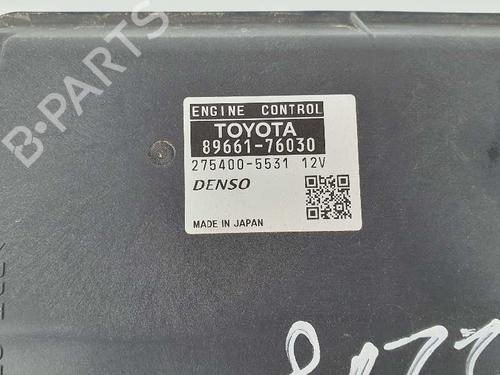 B-PARTS
ENGINE CONTROL
TOYOTA
89661-76030
275400-5531 12V
DENSO
MADE IN JAPAN